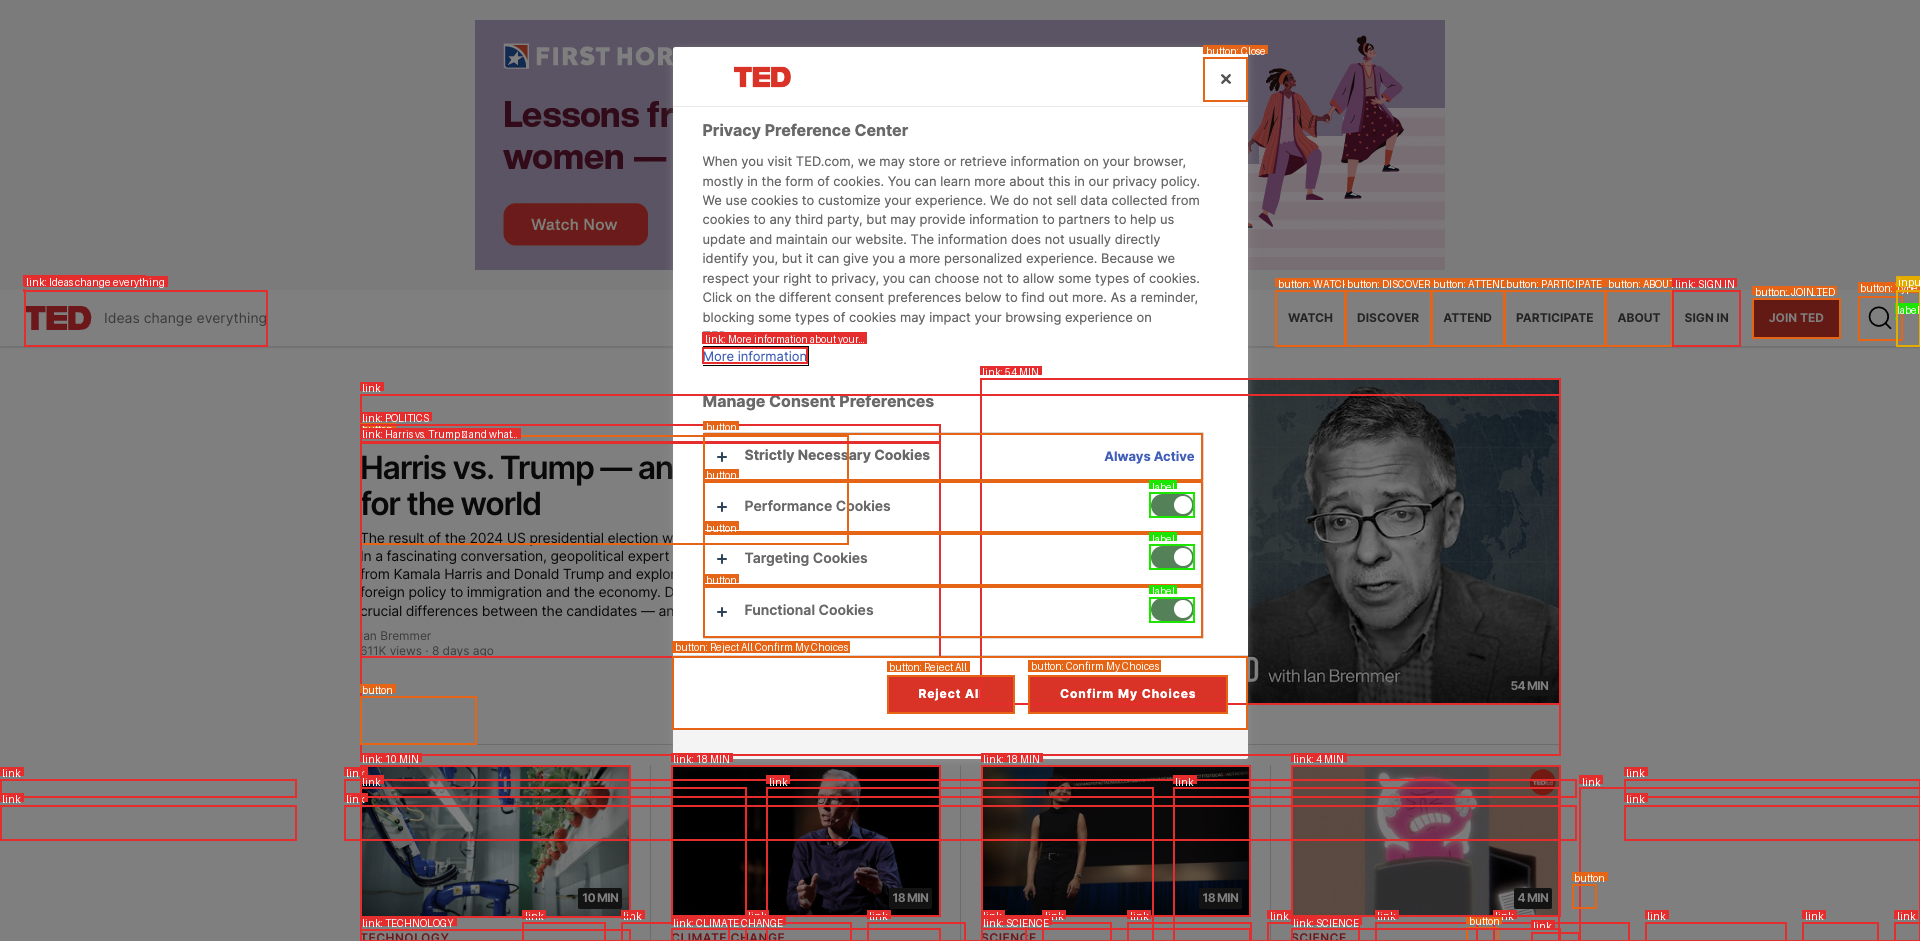 FIRST HOR
Lessons fr
women —
Watch Now
button: Close
TED
Privacy Preference Center
When you visit TED.com, we may store or retrieve information on your browser,
mostly in the form of cookies. You can learn more about this in our privacy policy.
We use cookies to customize your experience. We do not sell data collected from
cookies to any third party, but may provide information to partners to help us
update and maintain our website. The information does not usually directly
identify you, but it can give you a more personalized experience. Because we
respect your right to privacy, you can choose not to allow some types of cookies.
Click on the different consent preferences below to find out more. As a reminder,
blocking some types of cookies may impact your browsing experience on
link: More information about your...
More information
link: Ideas change everything
TED Ideas change everything
button: WATCH button: DISCOVER button: ATTEND button: PARTICIPATE button: ABOUT link: SIGN IN button: JOIN TED
WATCH DISCOVER ATTEND PARTICIPATE ABOUT SIGN IN JOIN TED
label
link: 54 MIN
link
Manage Consent Preferences
link: POLITICS
button
link: Harris vs. Trump — and what...
Strictly Necessary Cookies Always Active
button
label
Performance Cookies
button
label
Targeting Cookies
button
label
Functional Cookies
Harris vs. Trump — an
for the world
The result of the 2024 US presidential election w
In a fascinating conversation, geopolitical expert
from Kamala Harris and Donald Trump and explor
foreign policy to immigration and the economy. D
crucial differences between the candidates — an
Ian Bremmer
611K views · 8 days ago
button: Reject All Confirm My Choices
button: Reject All button: Confirm My Choices
Reject Al Confirm My Choices
with Ian Bremmer
54 MIN
button
link: 10 MIN link: 18 MIN link: 18 MIN link: 4 MIN
link link link link
link link link link link
link link link
10 MIN 18 MIN 18 MIN 4 MIN
button
link: TECHNOLOGY link link link: CLIMATE CHANGE link link: SCIENCE link link link link: SCIENCE link button link link link link
TECHNOLOGY CLIMATE CHANGE SCIENCE SCIENCE